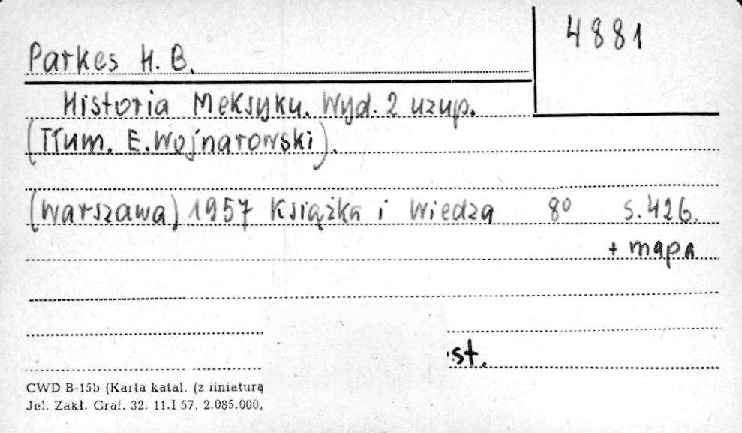 4881
Parkes H. B.
Historia Meksyku. Wyd. 2 uzup.
(Tłum. E. Wojnarowski).
(Warszawa) 1957 Książka i Wiedza 8º s. 426.
+ mapa
st.
CWD B-15b (Karta katal. (z liniaturą
Jel. Zakł. Graf. 32. 11.I 57. 2.085.000,